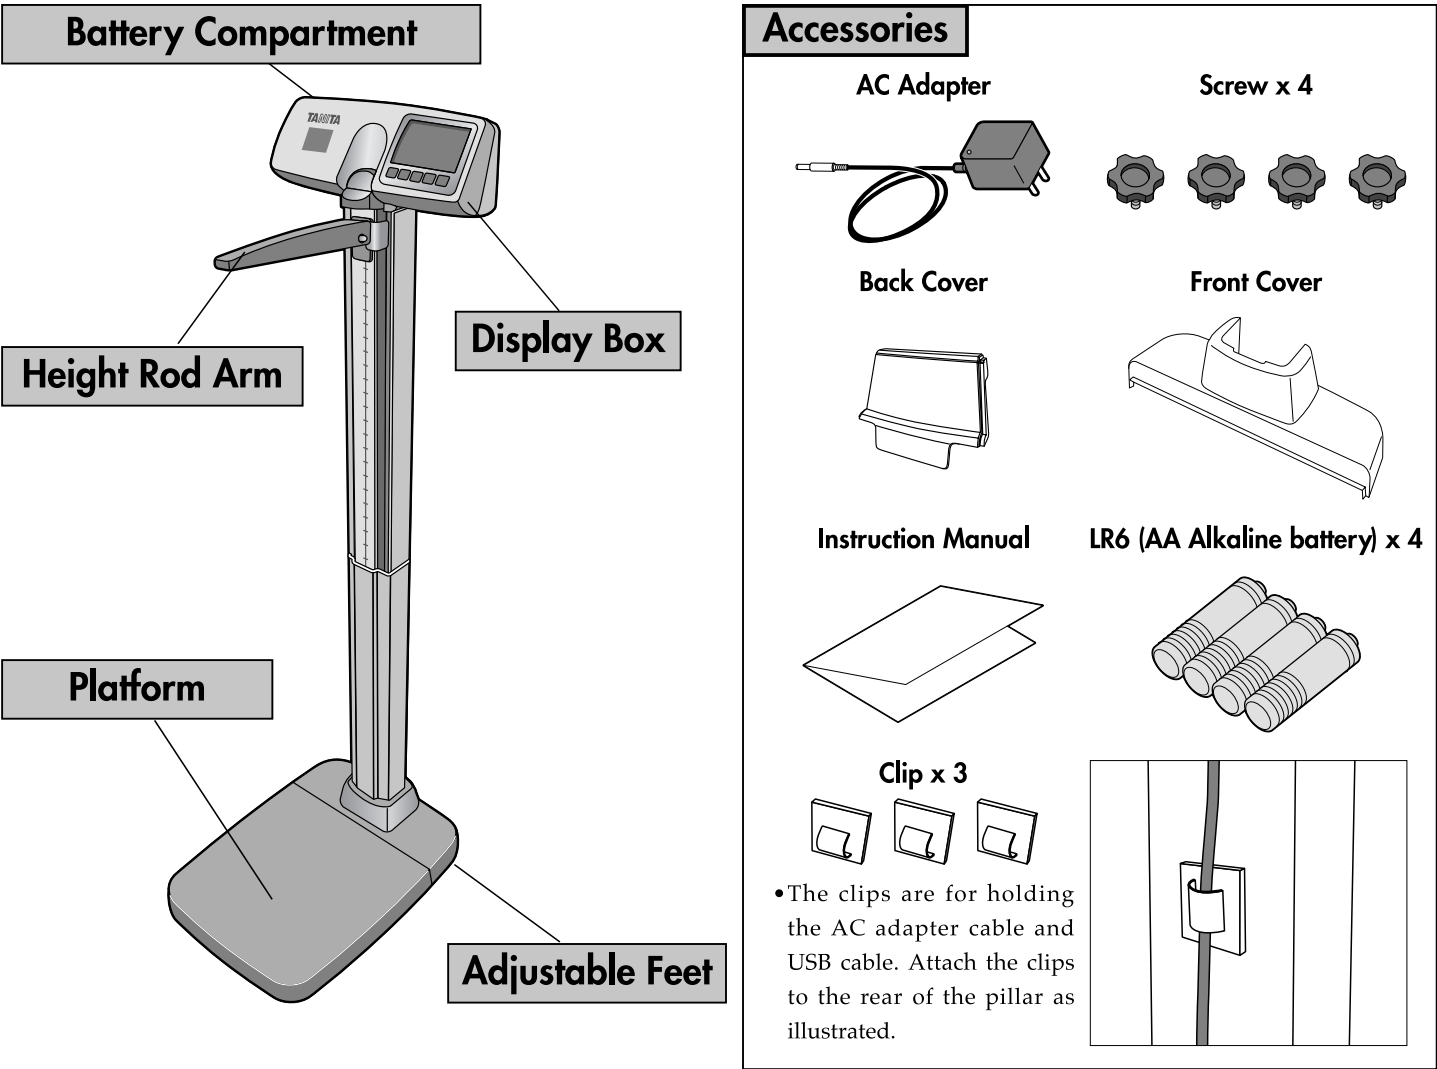 Battery Compartment
TANITA
Display Box
Height Rod Arm
Platform
Adjustable Feet
Accessories
AC Adapter
Screw x 4
Back Cover
Front Cover
Instruction Manual
LR6 (AA Alkaline battery) x 4
Clip x 3
•The clips are for holding
the AC adapter cable and
USB cable. Attach the clips
to the rear of the pillar as
illustrated.